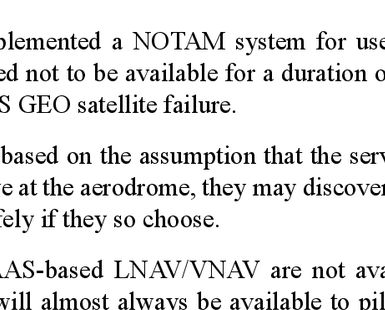 plemented a NOTAM system for use
ed not to be available for a duration o
S GEO satellite failure.
based on the assumption that the serv
e at the aerodrome, they may discover
fely if they so choose.
AAS-based LNAV/VNAV are not ava
will almost always be available to pil